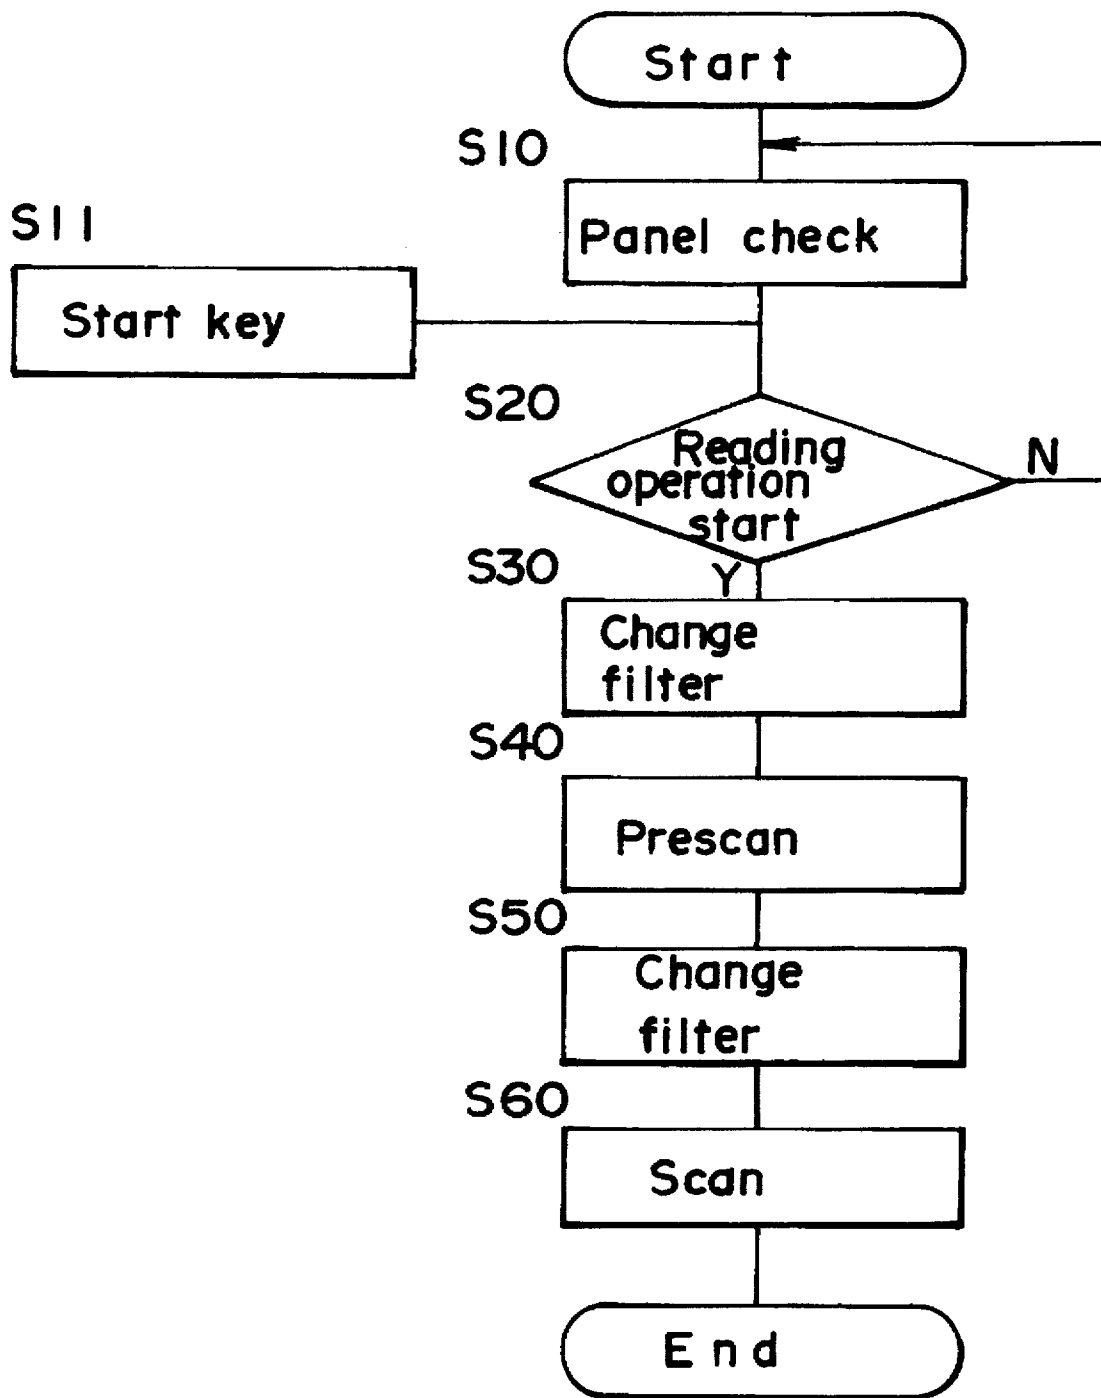 Start
S10
Panel check
S11
Start key
S20
Reading
operation
start
N
Y
S30
Change
filter
S40
Prescan
S50
Change
filter
S60
Scan
End